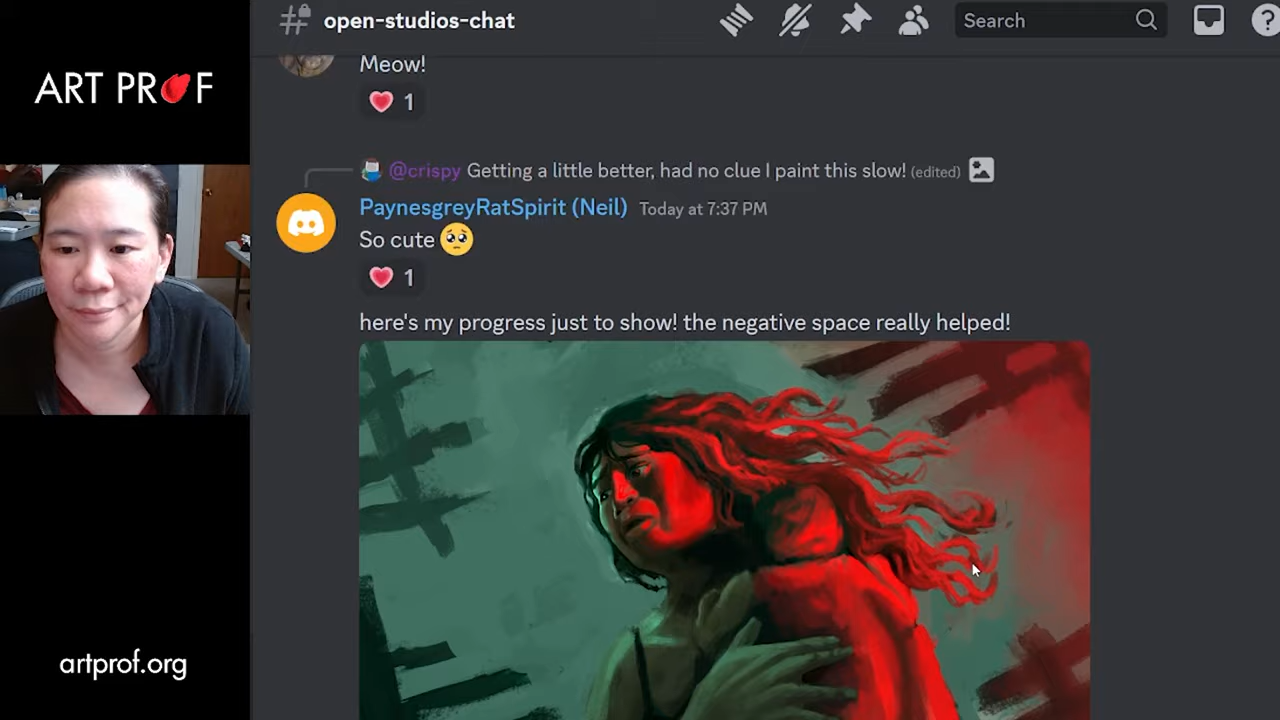 open-studios-chat
Search
ART PROF
Meow!
1
@crispy Getting a little better, had no clue I paint this slow! (edited)
PaynesgreyRatSpirit (Neil) Today at 7:37 PM
So cute
1
here's my progress just to show! the negative space really helped!
artprof.org